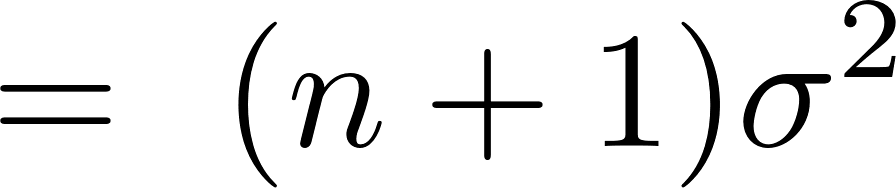 = (n + 1)σ²